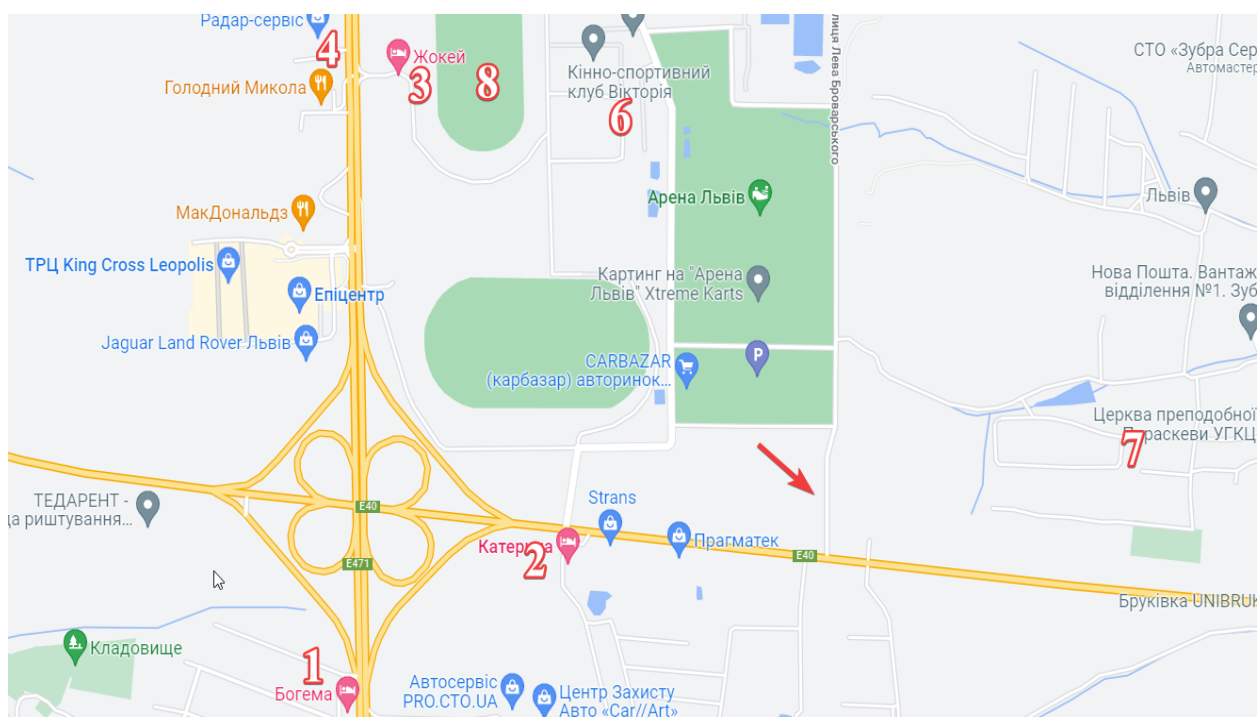 Радар-сервіс
4
Жокей
3
8
Голодний Микола
Кінно-спортивний
клуб Вікторія
6
лиця Лева Броварського
СТО «Зубра Сер
Автомастер
Арена Львів
Львів
МакДональдз
ТРЦ King Cross Leopolis
Епіцентр
Картинг на "Арена
Львів" Xtreme Karts
Нова Пошта. Вантаж
відділення №1. Зуб
Jaguar Land Rover Львів
CARBAZAR
(карбазар) авторинок...
P
Церква преподобної
Параскеви УГКЦ
7
ТЕДАРЕНТ -
да риштування...
E40
Strans
Прагматек
Катерина
2
E40
E471
Бруківка UNIBRUK
Кладовище
1
Богема
Автосервіс
PRO.CTO.UA
Центр Захисту
Авто «Car//Art»